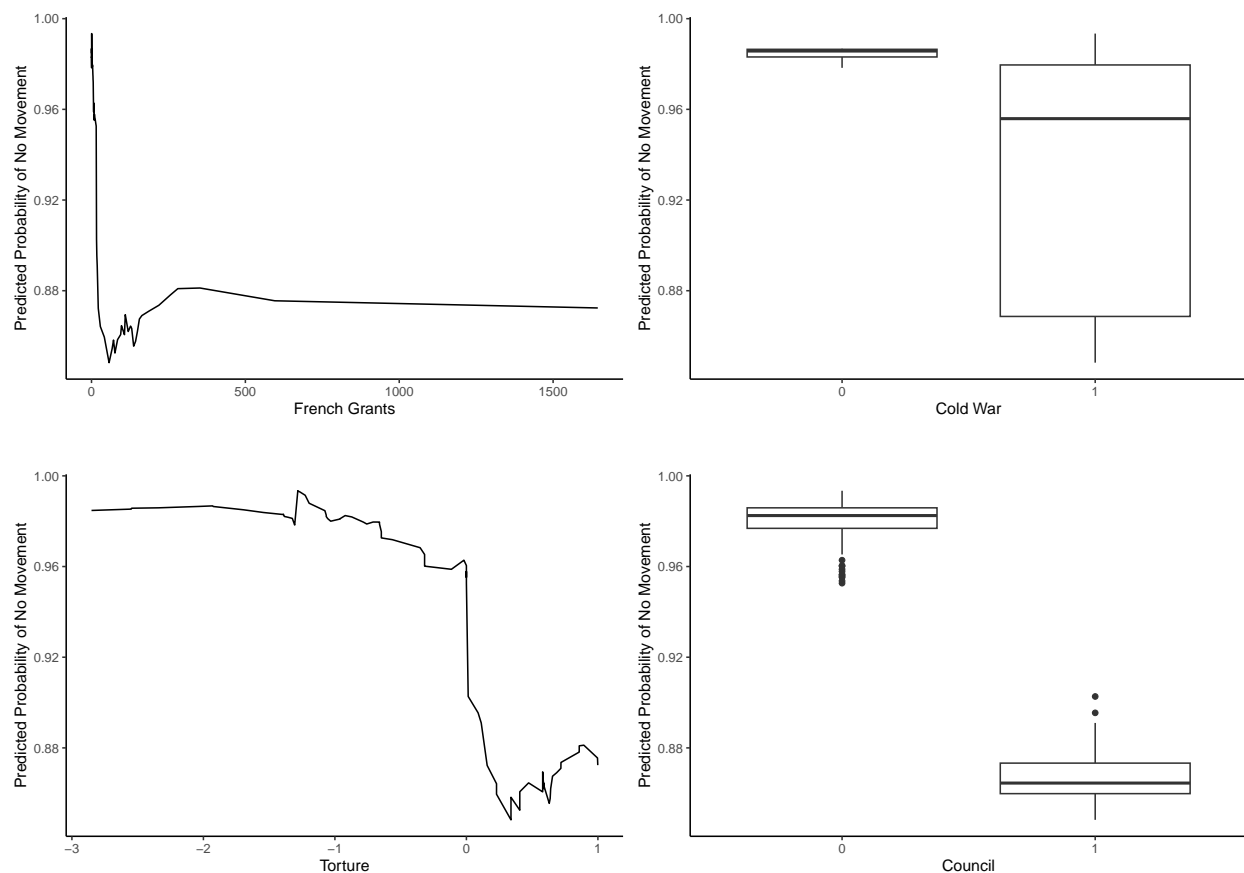 1.00
0.96
0.92
0.88
Predicted Probability of No Movement
0 500 1000 1500
French Grants
1.00
0.96
0.92
0.88
Predicted Probability of No Movement
0 1
Cold War
1.00
0.96
0.92
0.88
Predicted Probability of No Movement
−3 −2 −1 0 1
Torture
1.00
0.96
0.92
0.88
Predicted Probability of No Movement
0 1
Council